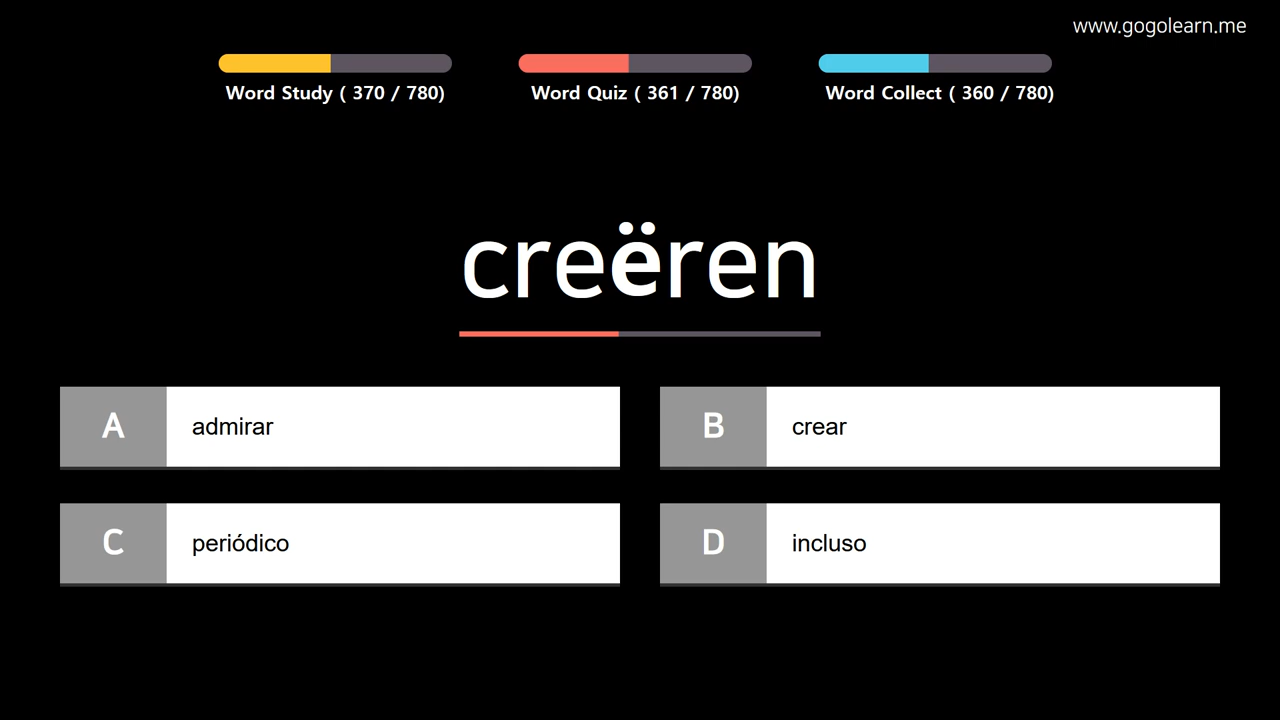 www.gogolearn.me
Word Study ( 370 / 780)
Word Quiz ( 361 / 780)
Word Collect ( 360 / 780)
creëren
A admirar
B crear
C periódico
D incluso